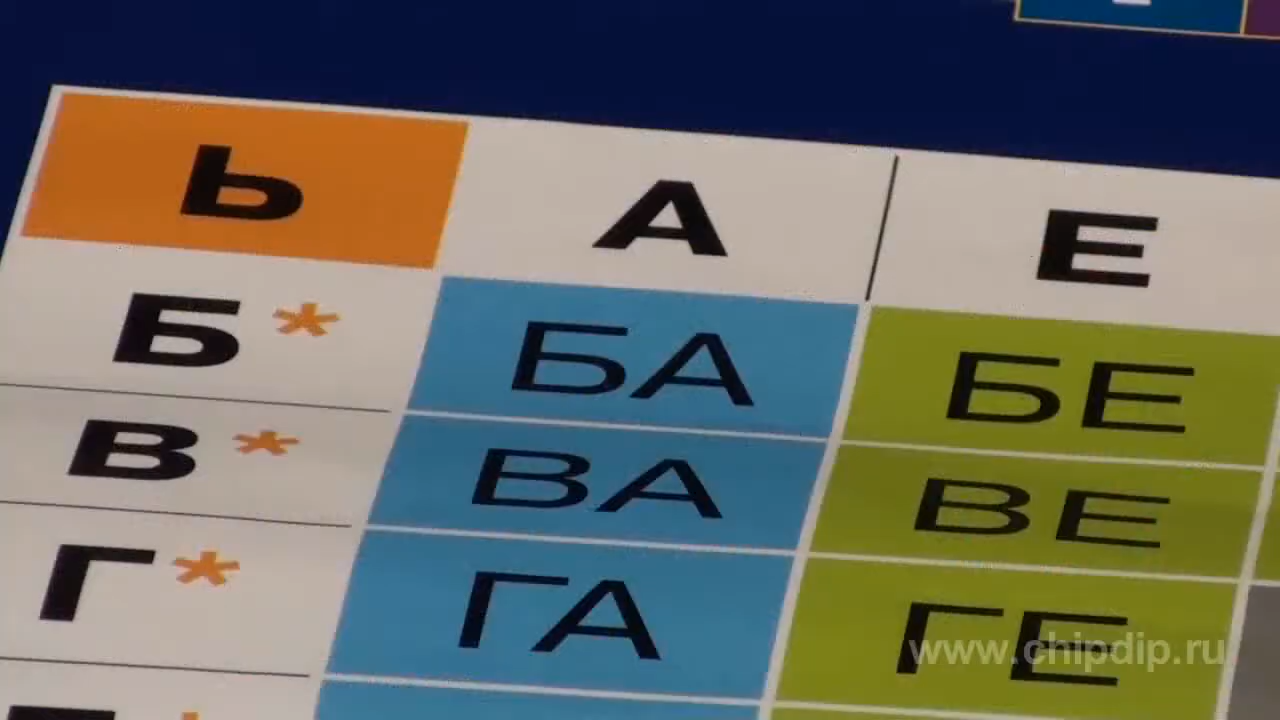 Ь А Е
Б* БА БЕ
В* ВА ВЕ
Г* ГА ГЕ
www.chipdip.ru